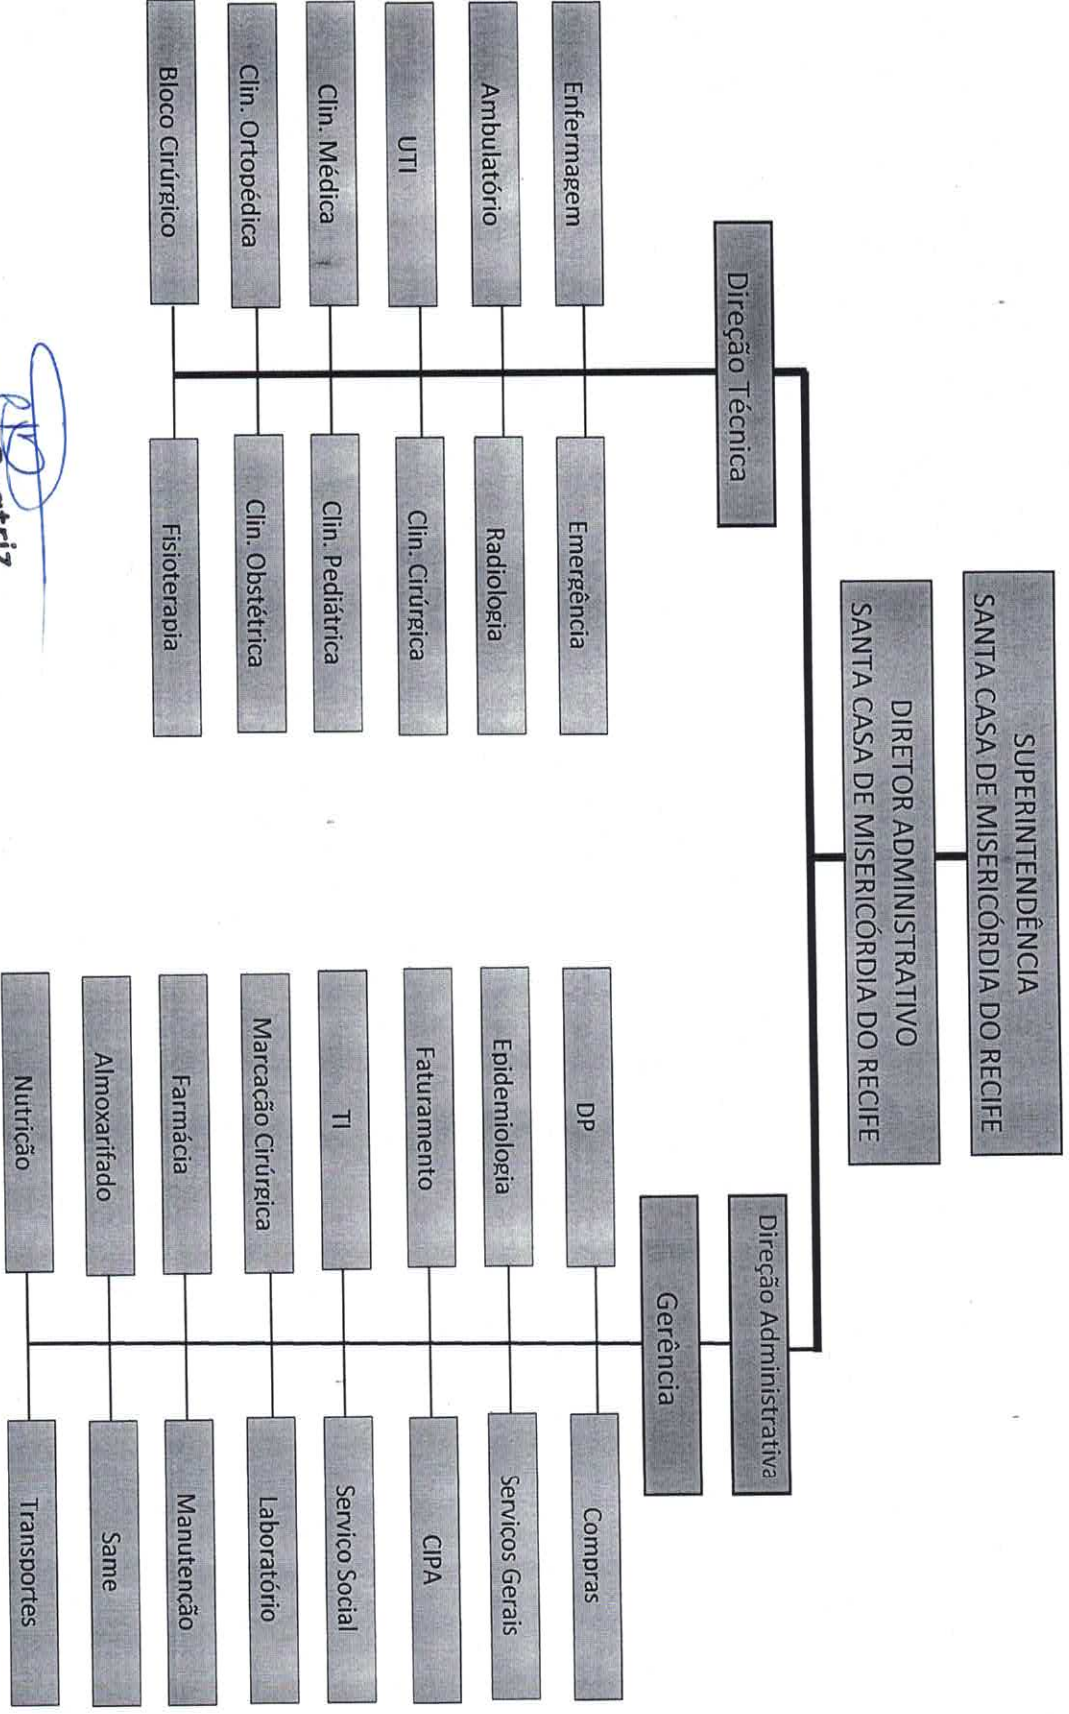 SUPERINTENDÊNCIA
SANTA CASA DE MISERICÓRDIA DO RECIFE
DIRETOR ADMINISTRATIVO
SANTA CASA DE MISERICÓRDIA DO RECIFE
Direção Técnica
Enfermagem
Emergência
Ambulatório
Radiologia
UTI
Clin. Cirúrgica
Clin. Médica
Clin. Pediátrica
Clin. Ortopédica
Clin. Obstétrica
Bloco Cirúrgico
Fisioterapia
Direção Administrativa
Gerência
DP
Compras
Epidemiologia
Serviços Gerais
Faturamento
CIPA
TI
Serviço Social
Marcação Cirúrgica
Laboratório
Farmácia
Manutenção
Almoxarifado
Same
Nutrição
Transportes